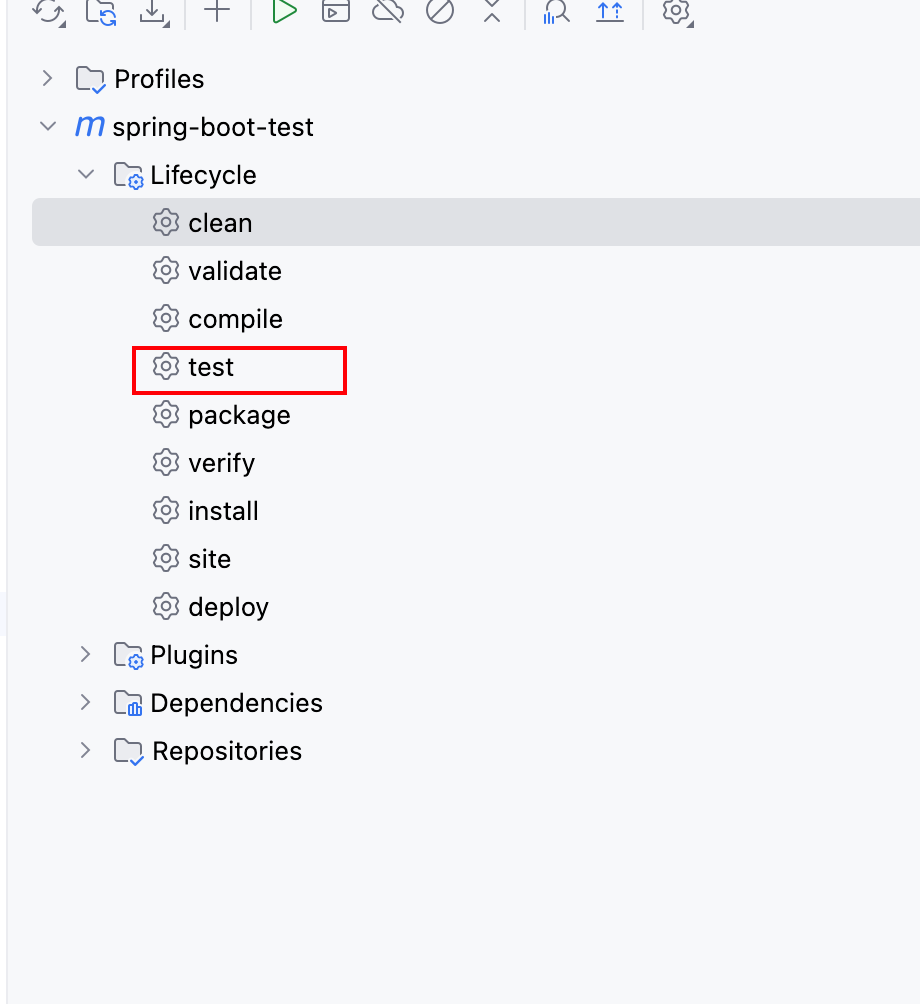 Profiles
spring-boot-test
Lifecycle
clean
validate
compile
test
package
verify
install
site
deploy
Plugins
Dependencies
Repositories